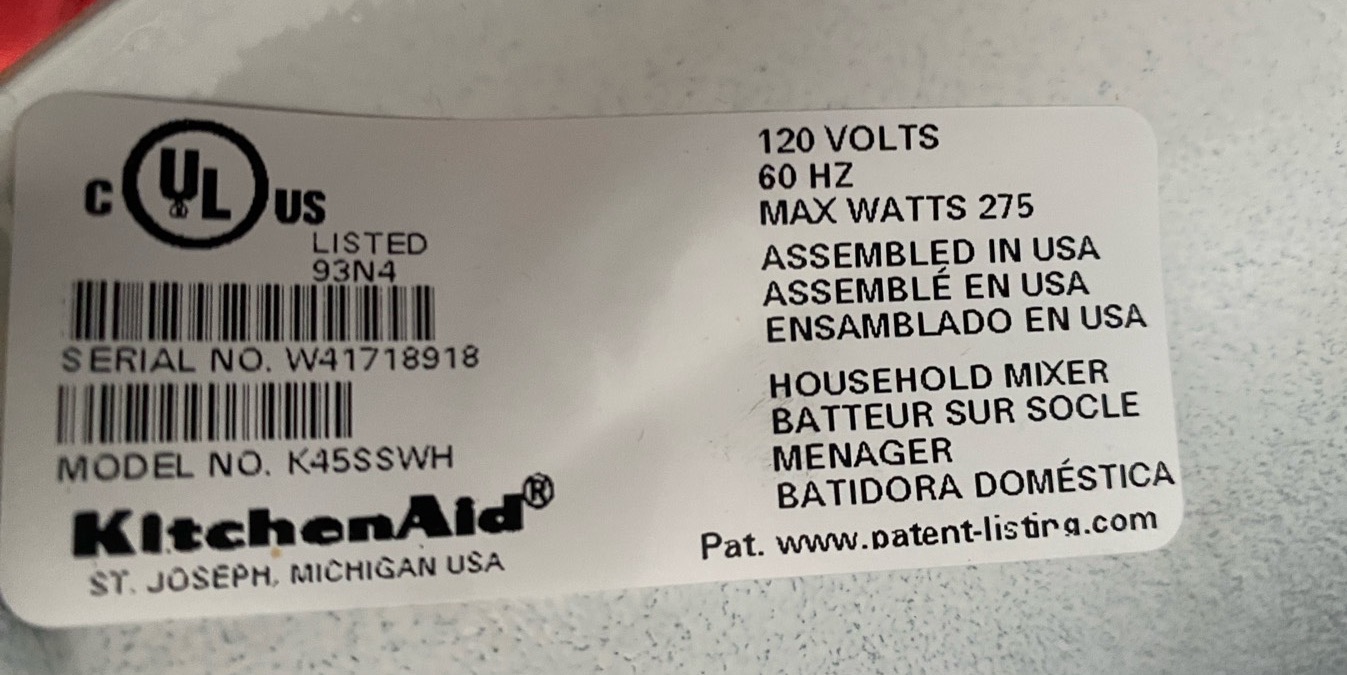 C UL US
LISTED
93N4
SERIAL NO. W41718918
MODEL NO. K45SSWH
KitchenAid®
ST. JOSEPH, MICHIGAN USA
120 VOLTS
60 HZ
MAX WATTS 275
ASSEMBLED IN USA
ASSEMBLÉ EN USA
ENSAMBLADO EN USA
HOUSEHOLD MIXER
BATTEUR SUR SOCLE
MENAGER
BATIDORA DOMÉSTICA
Pat. www.patent-listing.com